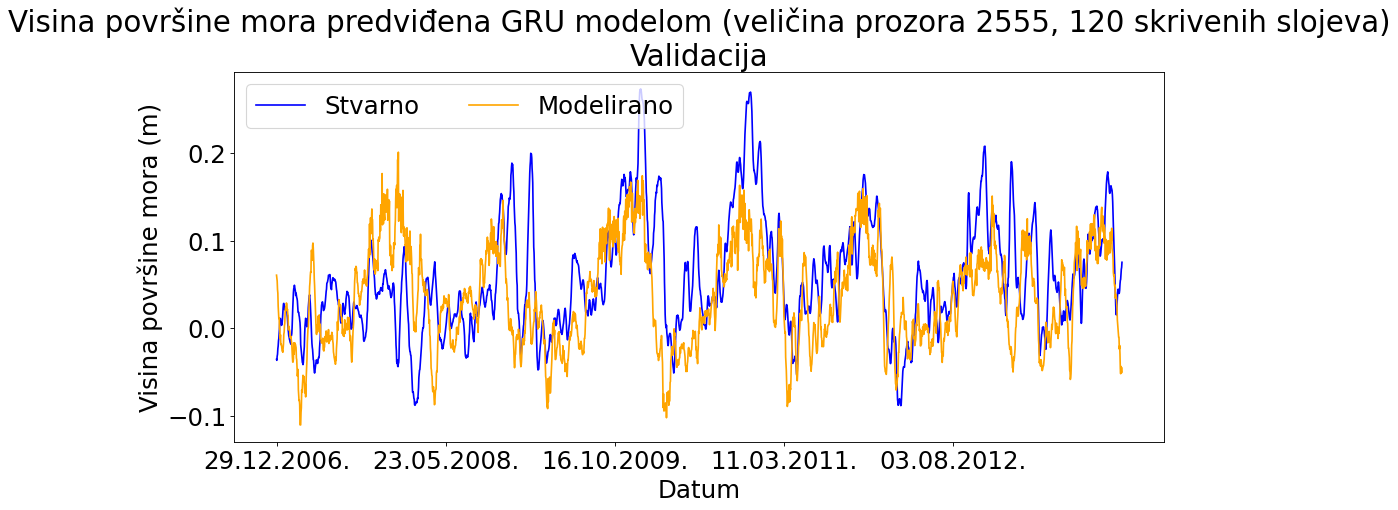 Visina površine mora predviđena GRU modelom (veličina prozora 2555, 120 skrivenih slojeva)
Validacija
Stvarno
Modelirano
Visina površine mora (m)
0.2
0.1
0.0
−0.1
29.12.2006.
23.05.2008.
16.10.2009.
11.03.2011.
03.08.2012.
Datum